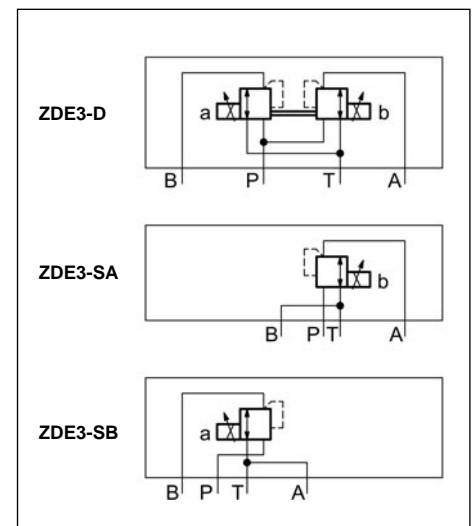 ZDE3-D
a b
B P T A
ZDE3-SA
b
B P T A
ZDE3-SB
a
B P T A